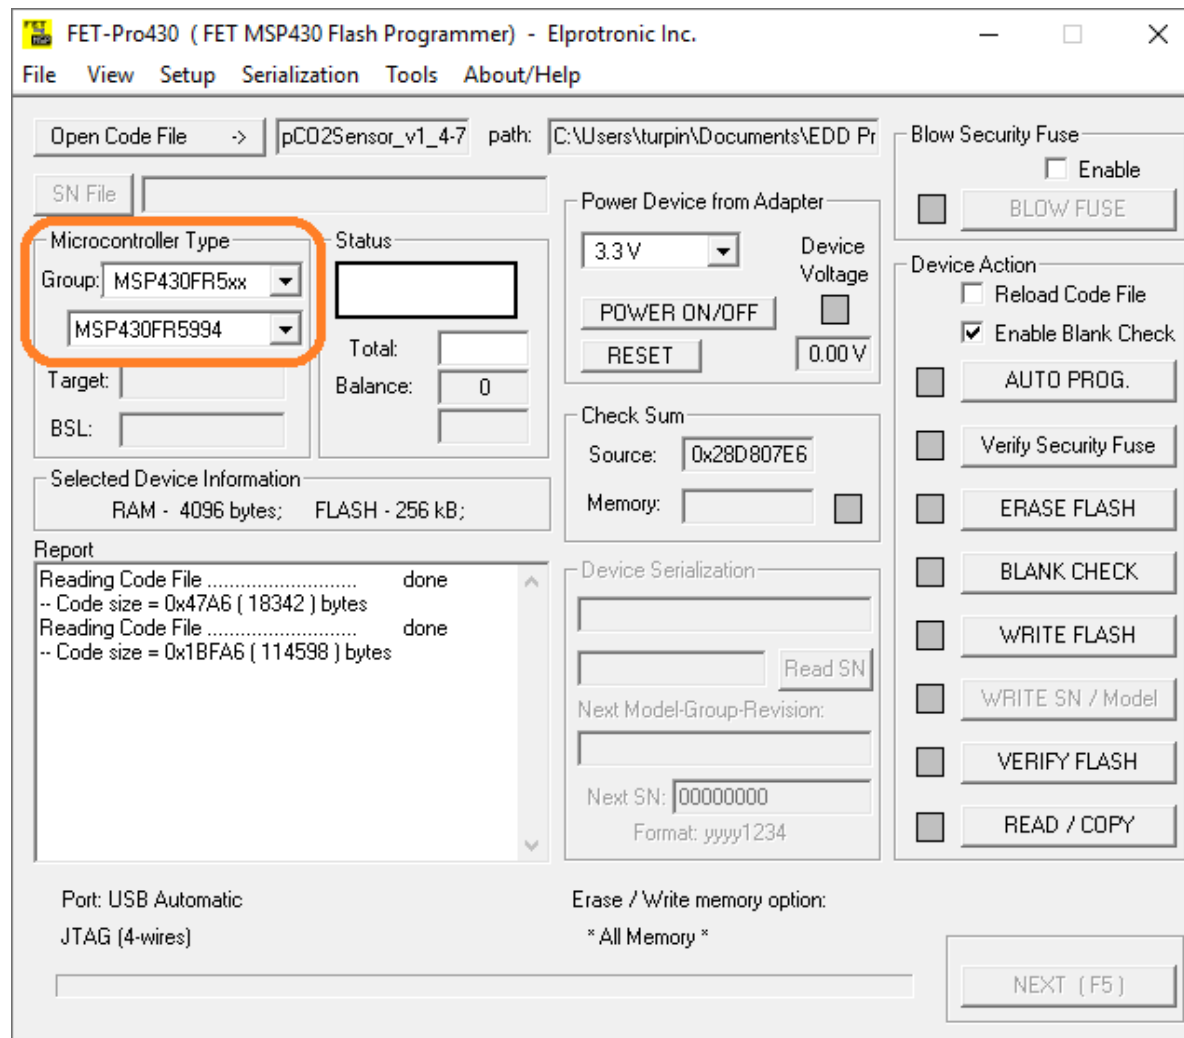 FET-Pro430 ( FET MSP430 Flash Programmer) - Elprotronic Inc.
File View Setup Serialization Tools About/Help
Open Code File -> pCO2Sensor_v1_4-7 path: C:\Users\turpin\Documents\EDD Pr
SN File
Microcontroller Type
Group: MSP430FR5xx
MSP430FR5994
Target:
BSL:
Status
Total:
Balance: 0
Selected Device Information
RAM - 4096 bytes; FLASH - 256 kB;
Report
Reading Code File ............................ done
-- Code size = 0x47A6 ( 18342 ) bytes
Reading Code File ............................ done
-- Code size = 0x1BFA6 ( 114598 ) bytes
Power Device from Adapter
3.3 V
Device
Voltage
POWER ON/OFF
RESET
0.00 V
Check Sum
Source: 0x28D807E6
Memory:
Device Serialization
Read SN
Next Model-Group-Revision:
Next SN: 00000000
Format: yyyy1234
Blow Security Fuse
Enable
BLOW FUSE
Device Action
Reload Code File
Enable Blank Check
AUTO PROG.
Verify Security Fuse
ERASE FLASH
BLANK CHECK
WRITE FLASH
WRITE SN / Model
VERIFY FLASH
READ / COPY
Port: USB Automatic
JTAG (4-wires)
Erase / Write memory option:
* All Memory *
NEXT ( F5 )